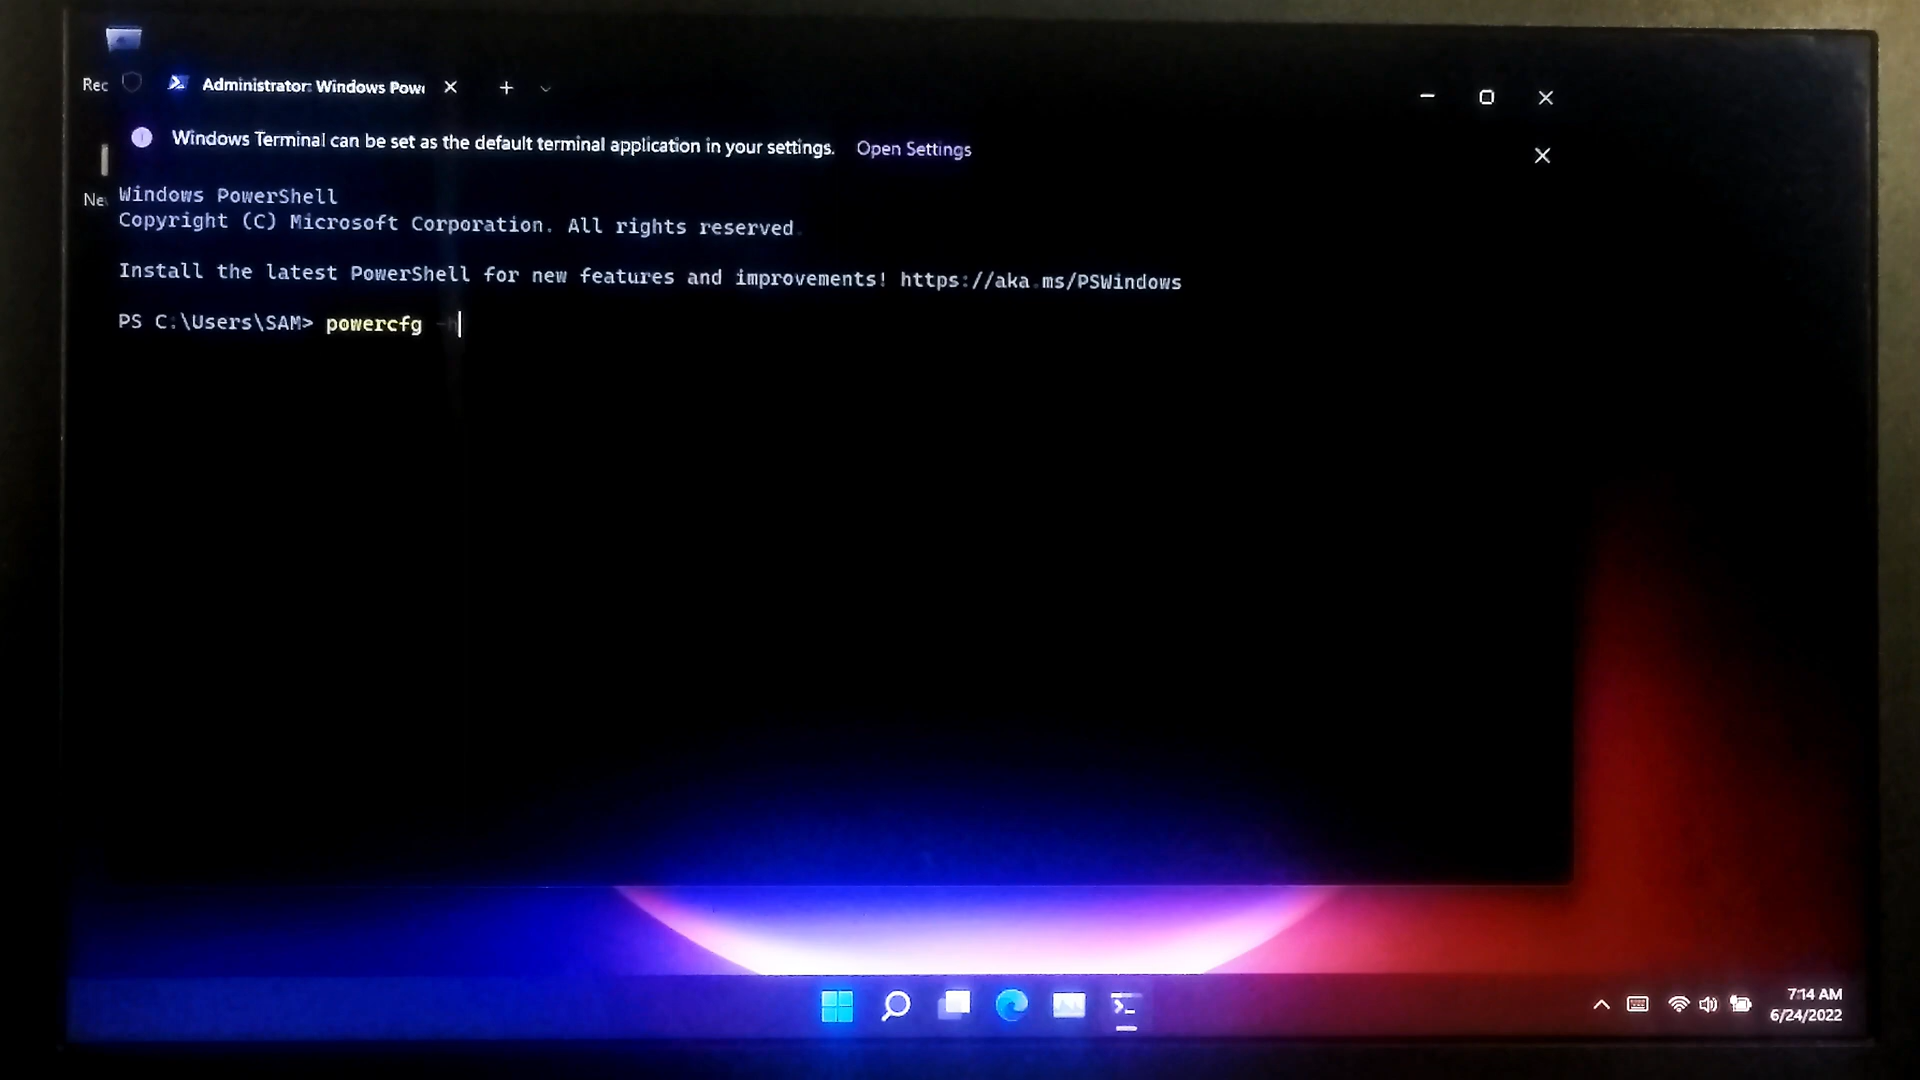 Rec
Administrator: Windows Pow
Windows Terminal can be set as the default terminal application in your settings. Open Settings
Ne
Windows PowerShell
Copyright (C) Microsoft Corporation. All rights reserved.
Install the latest PowerShell for new features and improvements! https://aka.ms/PSWindows
PS C:\Users\SAM> powercfg -h
7:14 AM
6/24/2022